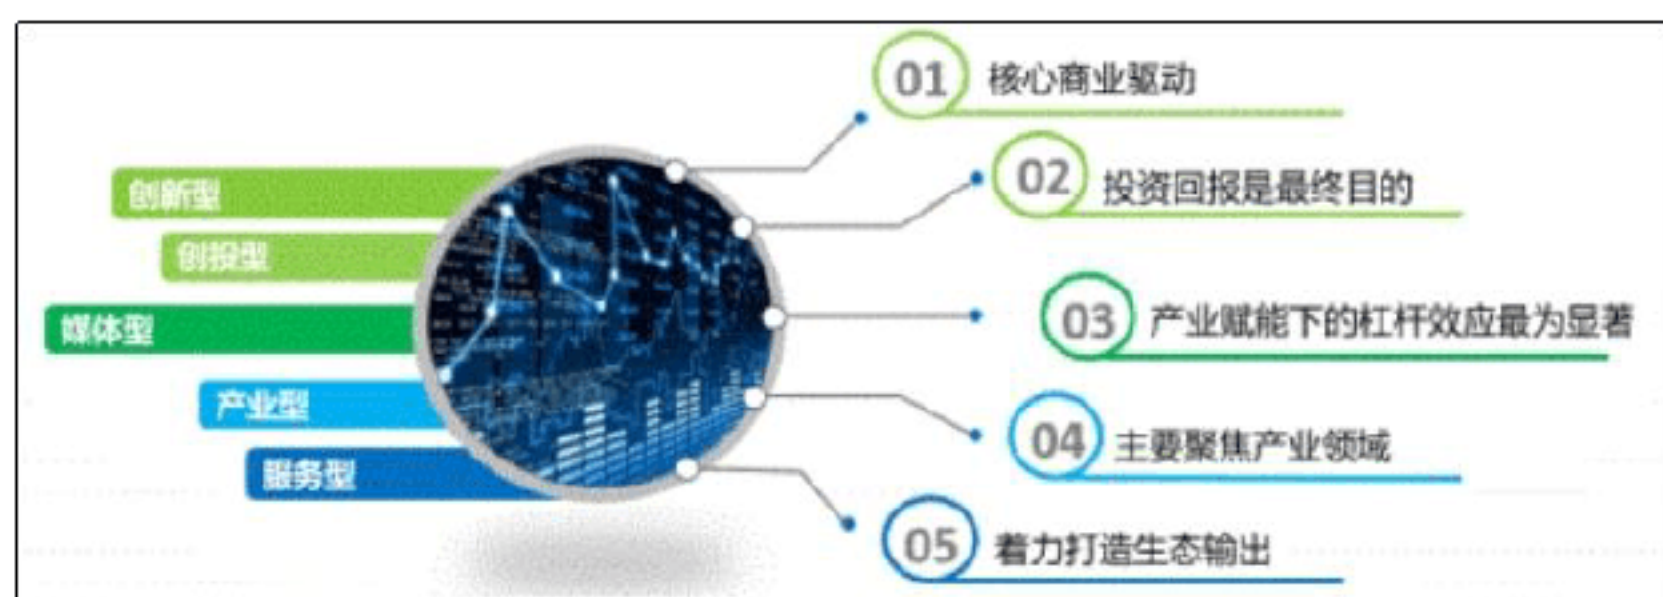 创新型
创投型
媒体型
产业型
服务型
01 核心商业驱动
02 投资回报是最终目的
03 产业赋能下的杠杆效应最为显著
04 主要聚焦产业领域
05 着力打造生态输出